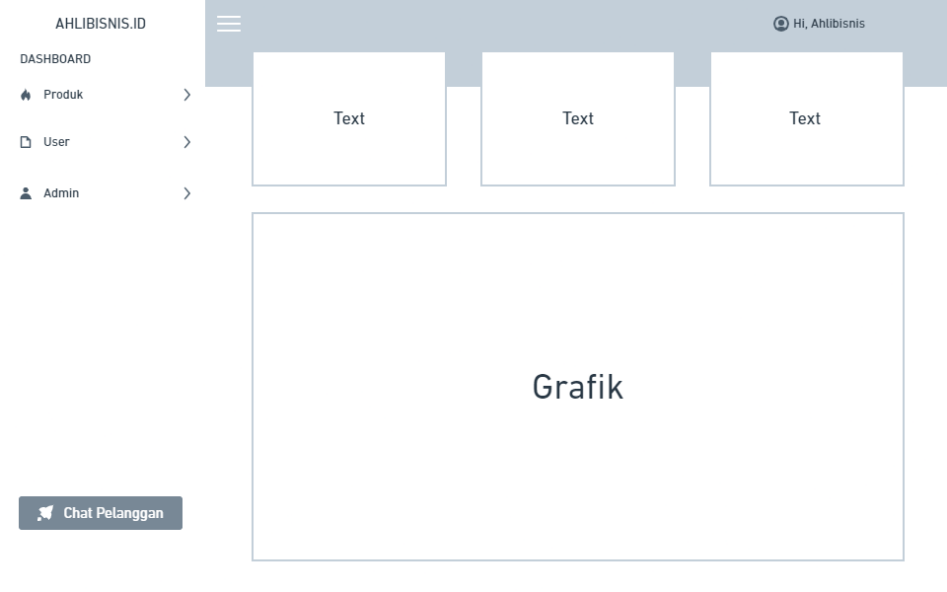 AHLIBISNIS.ID
Hi, Ahlibisnis
DASHBOARD
Produk
User
Admin
Text
Text
Text
Grafik
Chat Pelanggan